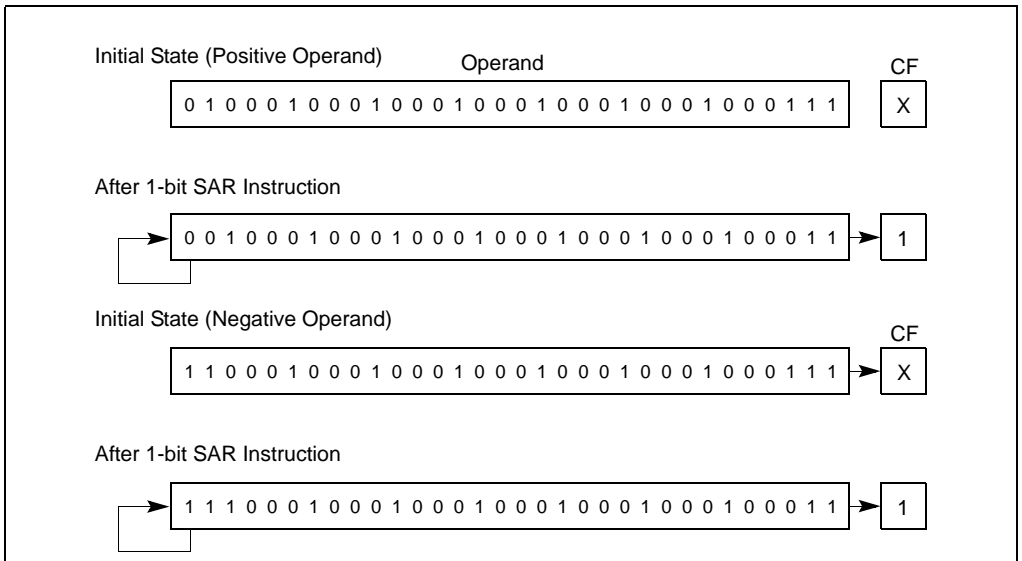 Initial State (Positive Operand)
Operand
CF
0 1 0 0 0 1 0 0 0 1 0 0 0 1 0 0 0 1 0 0 0 1 0 0 0 1 0 0 0 1 1 1 X
After 1-bit SAR Instruction
0 0 1 0 0 0 1 0 0 0 1 0 0 0 1 0 0 0 1 0 0 0 1 0 0 0 1 0 0 0 1 1 1
Initial State (Negative Operand)
CF
1 1 0 0 0 1 0 0 0 1 0 0 0 1 0 0 0 1 0 0 0 1 0 0 0 1 0 0 0 1 1 1 X
After 1-bit SAR Instruction
1 1 1 0 0 0 1 0 0 0 1 0 0 0 1 0 0 0 1 0 0 0 1 0 0 0 1 0 0 0 1 1 1